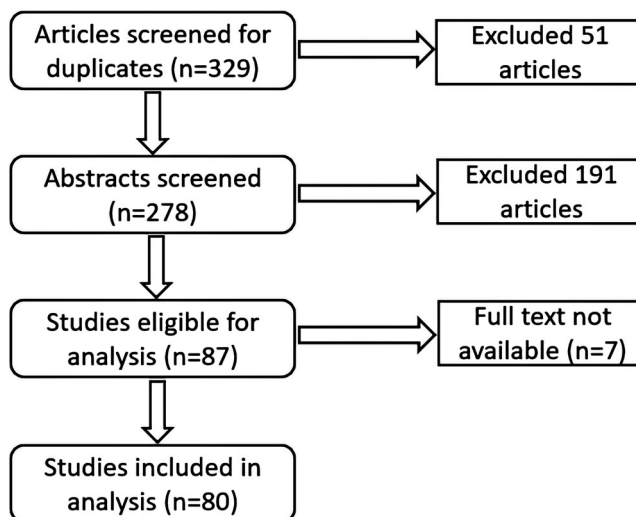 Articles screened for
duplicates (n=329)
Excluded 51
articles
Abstracts screened
(n=278)
Excluded 191
articles
Studies eligible for
analysis (n=87)
Full text not
available (n=7)
Studies included in
analysis (n=80)